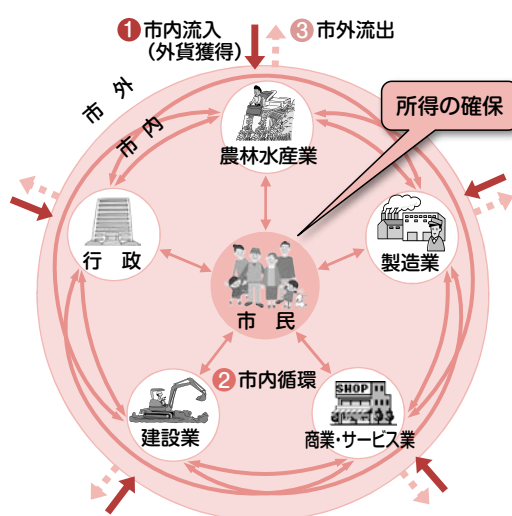 ❶市内流入
(外貨獲得)
❸市外流出
市外
市内
所得の確保
農林水産業
行政
製造業
市民
❷市内循環
SHOP
建設業
商業・サービス業